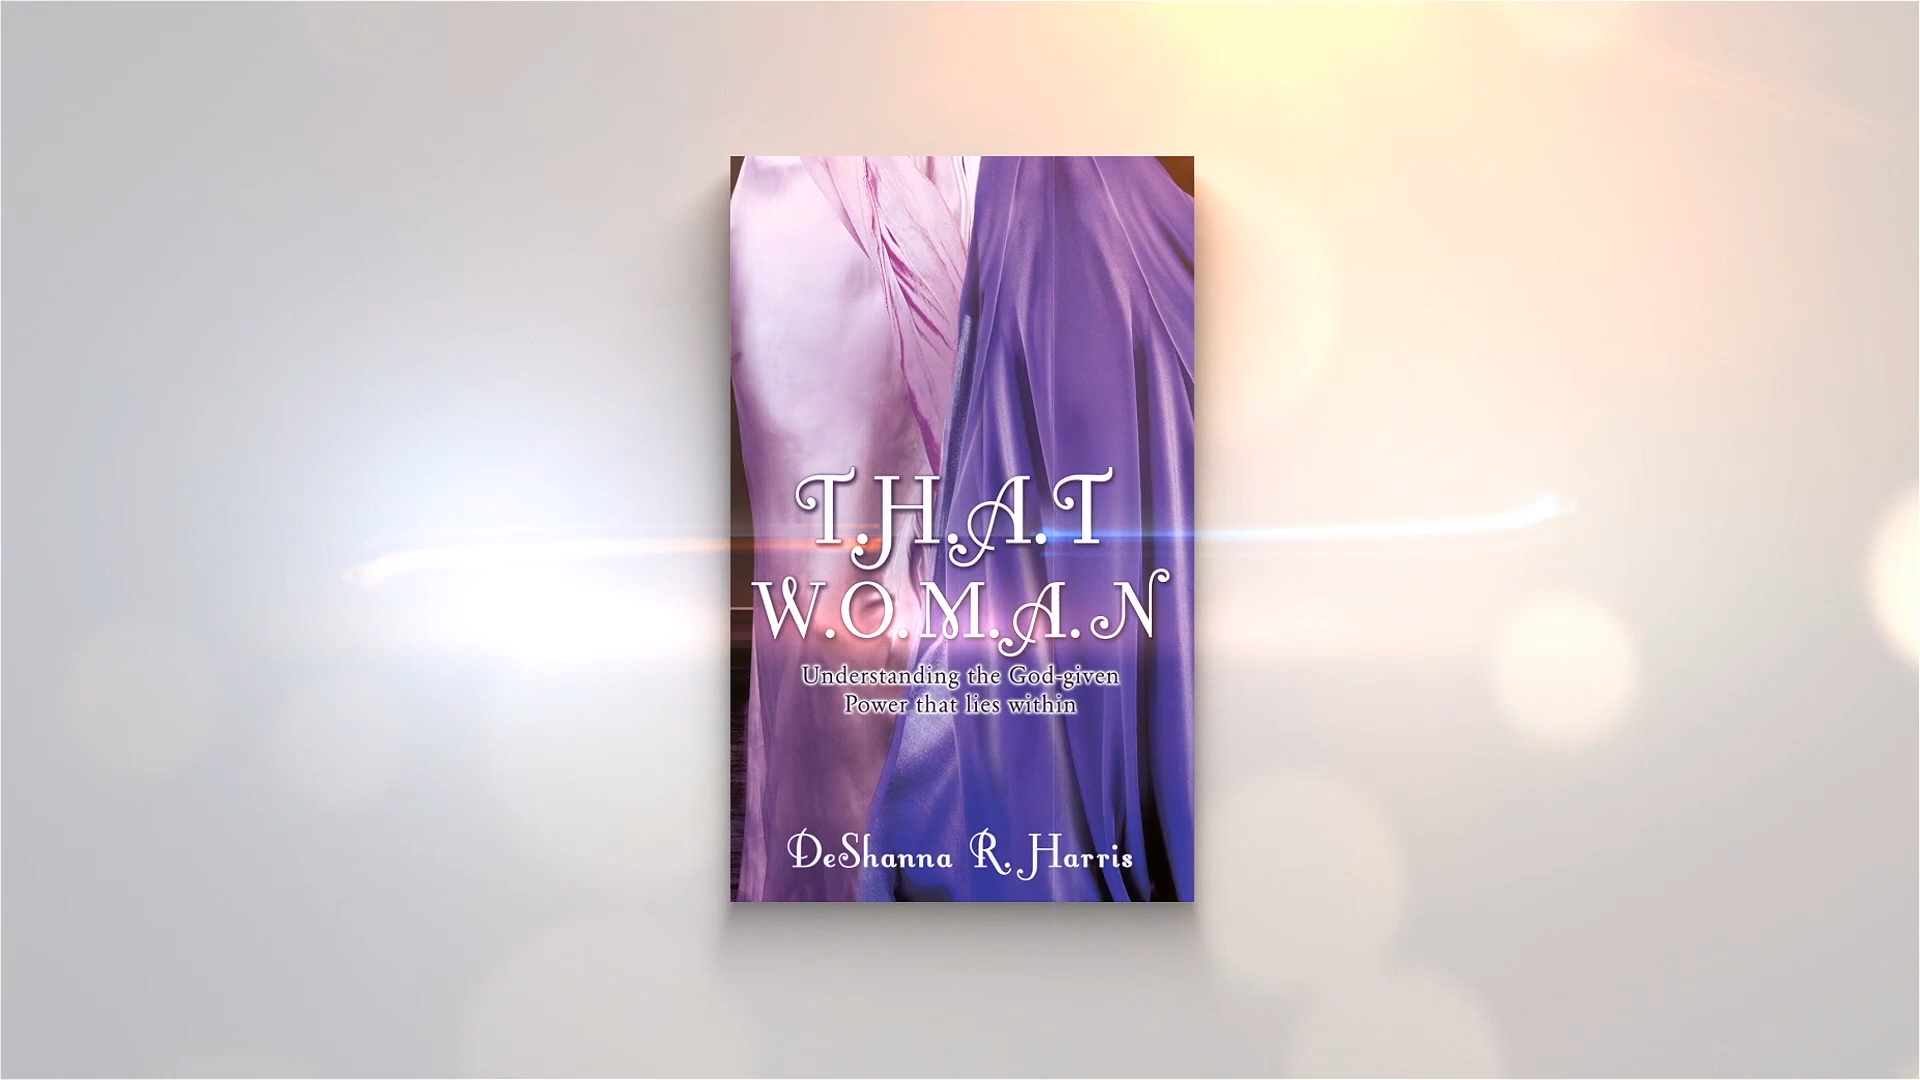 T.H.A.T
W.O.M.A.N
Understanding the God-given
Power that lies within
DeShanna R. Harris